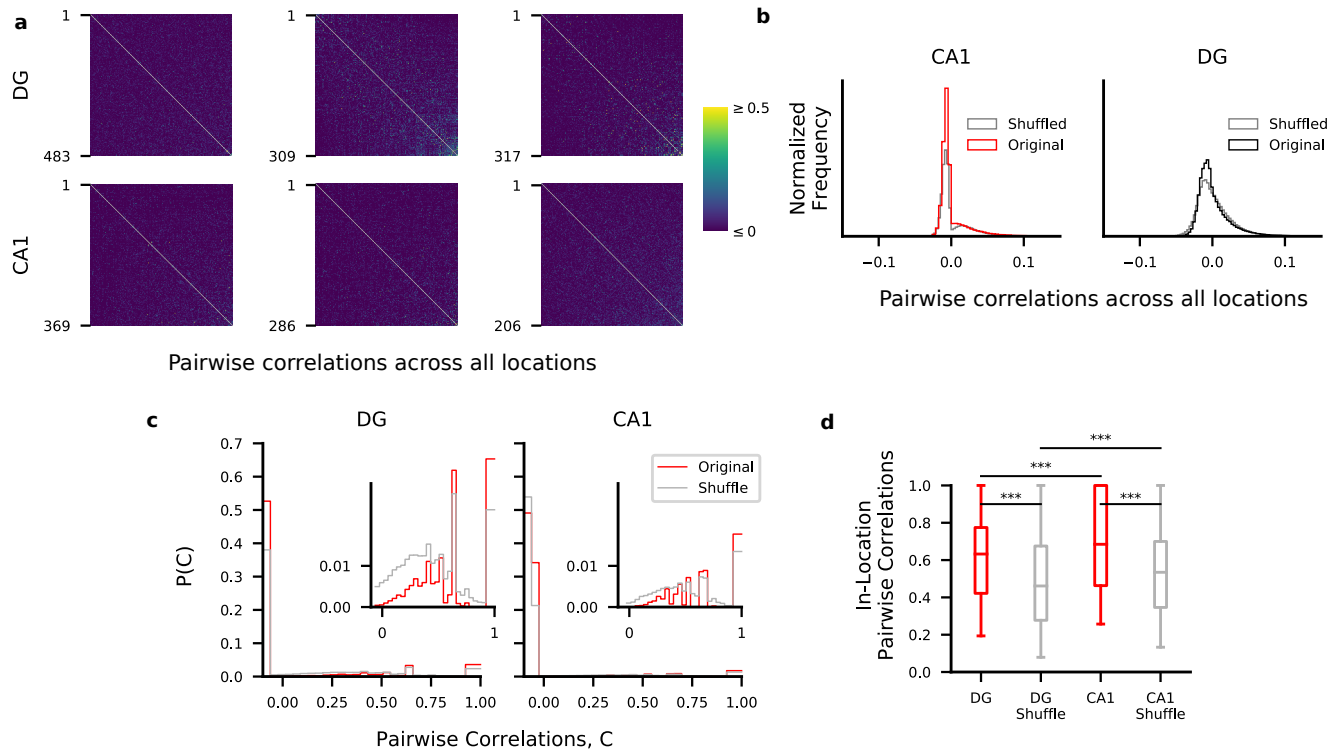 a
DG
1
483
1
309
1
317
≥ 0.5
≤ 0
CA1
1
369
1
286
1
206
Pairwise correlations across all locations
b
CA1
DG
Normalized
Frequency
Shuffled
Original
Shuffled
Original
−0.1
0.0
0.1
−0.1
0.0
0.1
Pairwise correlations across all locations
c
DG
CA1
P(C)
0.7
0.6
0.5
0.4
0.3
0.2
0.1
0.0
0.01
0.00
0
1
0.01
0.00
0
1
Original
Shuffle
0.00
0.25
0.50
0.75
1.00
0.00
0.25
0.50
0.75
1.00
Pairwise Correlations, C
d
In-Location
Pairwise Correlations
***
***
***
***
1.0
0.8
0.6
0.4
0.2
0.0
DG
DG
Shuffle
CA1
CA1
Shuffle